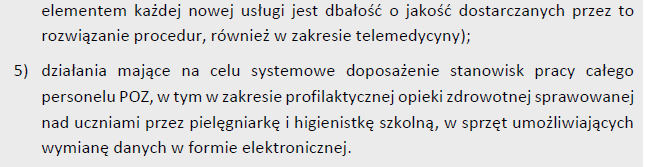 elementem każdej nowej usługi jest dbałość o jakość dostarczanych przez to
rozwiązanie procedur, również w zakresie telemedycyny);
5) działania mające na celu systemowe doposażenie stanowisk pracy całego
personelu POZ, w tym w zakresie profilaktycznej opieki zdrowotnej sprawowanej
nad uczniami przez pielęgniarkę i higienistkę szkolną, w sprzęt umożliwiających
wymianę danych w formie elektronicznej.